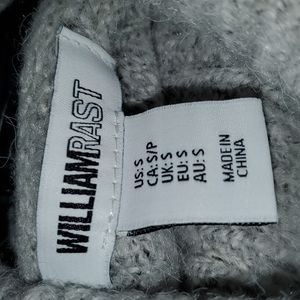 WILLIAMRAST
US: S
CA: S/P
UK: S
EU: S
AU: S
MADE IN
CHINA